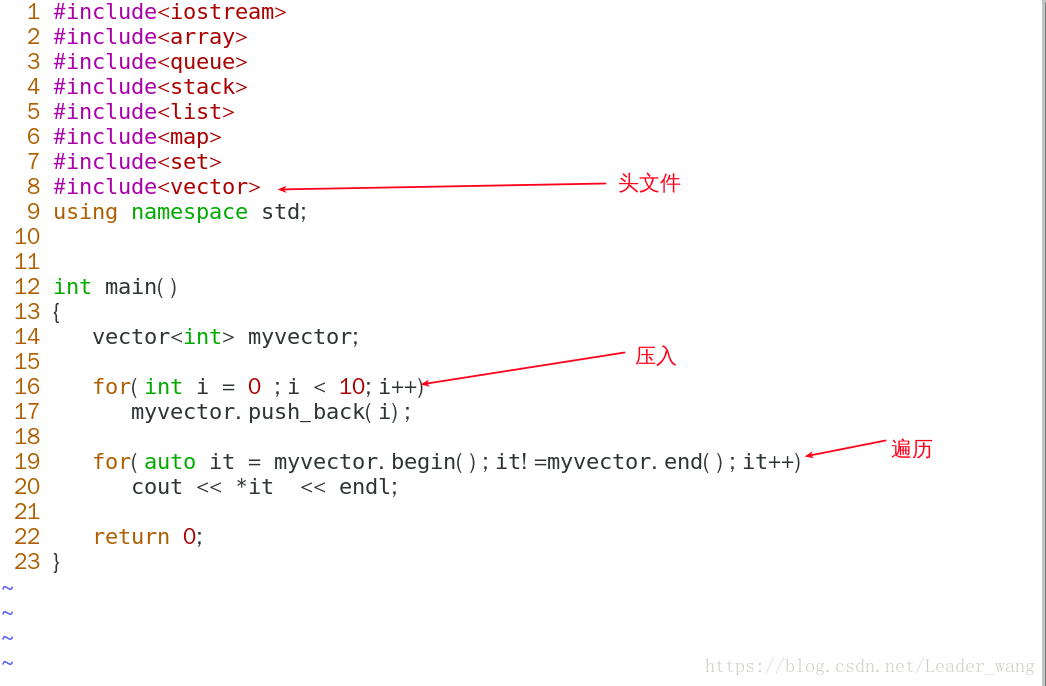 1 #include<iostream>
2 #include<array>
3 #include<queue>
4 #include<stack>
5 #include<list>
6 #include<map>
7 #include<set>
8 #include<vector> 头文件
9 using namespace std;
10
11
12 int main()
13 {
14    vector<int> myvector;
15
16    for(int i = 0 ;i < 10;i++) 压入
17       myvector.push_back(i);
18
19    for(auto it = myvector.begin();it!=myvector.end();it++) 遍历
20       cout << *it  << endl;
21
22    return 0;
23 }
~
~
~
~
https://blog.csdn.net/Leader_wang